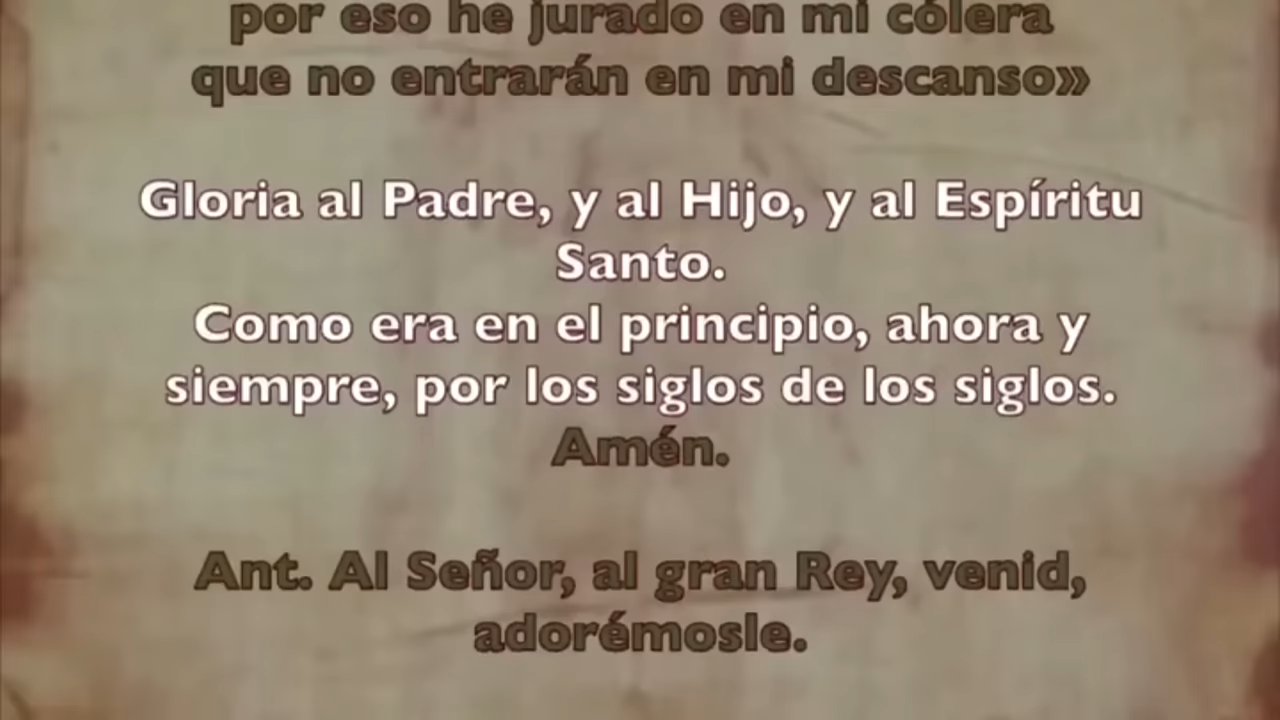 por eso he jurado en mi cólera
que no entrarán en mi descanso»
Gloria al Padre, y al Hijo, y al Espíritu
Santo.
Como era en el principio, ahora y
siempre, por los siglos de los siglos.
Amén.
Ant. Al Señor, al gran Rey, venid,
adorémosle.